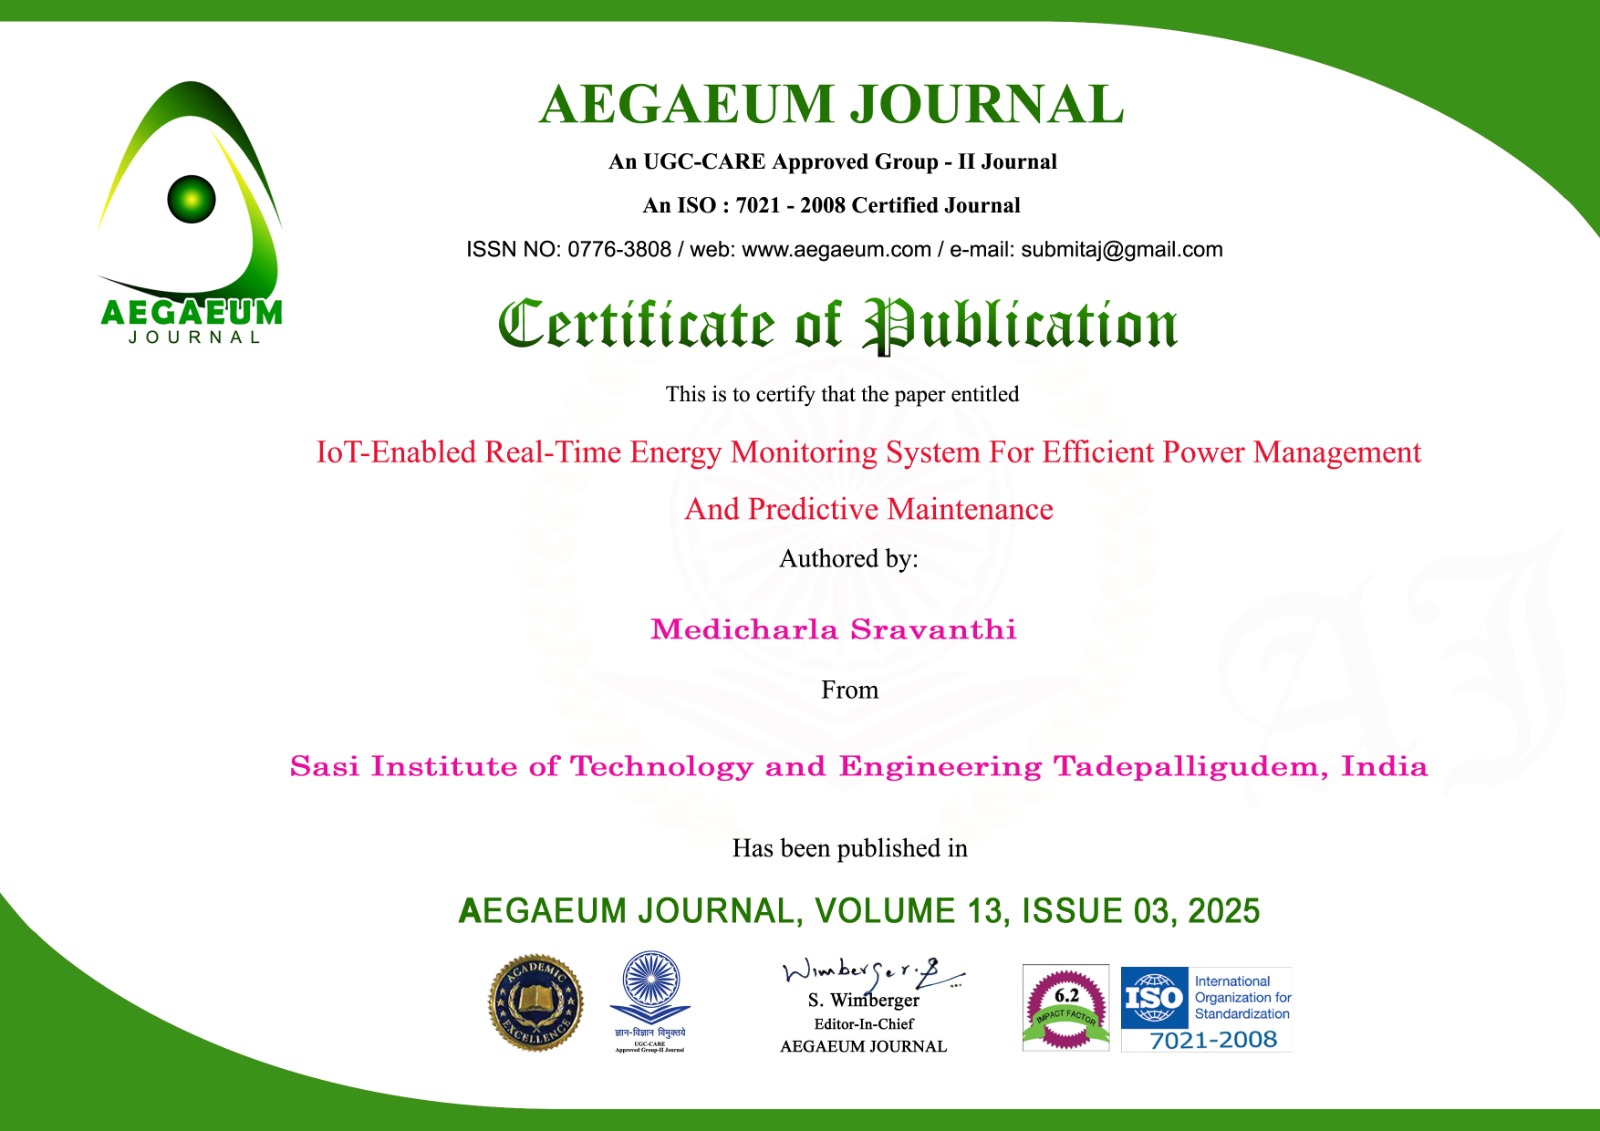 AEGAEUM JOURNAL
An UGC-CARE Approved Group - II Journal
An ISO : 7021 - 2008 Certified Journal
ISSN NO: 0776-3808 / web: www.aegaeum.com / e-mail: submitaj@gmail.com
AEGAEUM
JOURNAL
Certificate of Publication
This is to certify that the paper entitled
IoT-Enabled Real-Time Energy Monitoring System For Efficient Power Management
And Predictive Maintenance
Authored by:
Medicharla Sravanthi
From
Sasi Institute of Technology and Engineering Tadepalligudem, India
AJ
Has been published in
AEGAEUM JOURNAL, VOLUME 13, ISSUE 03, 2025
ACADEMIC
EXCELLENCE
ज्ञान-विज्ञान विमुक्तये
UGC-CARE
Approved Group-II Journal
Wimberger.S
S. Wimberger
Editor-In-Chief
AEGAEUM JOURNAL
6.2
IMPACT FACTOR
ISO
International
Organization for
Standardization
7021-2008